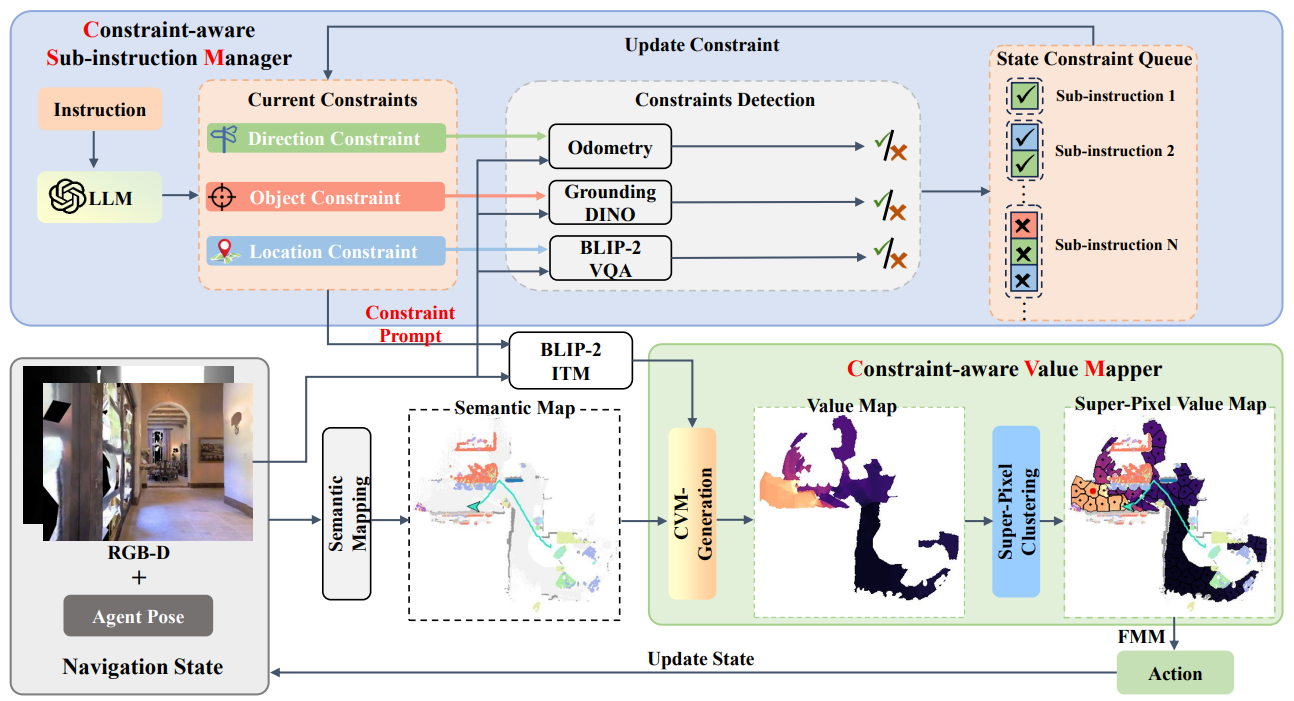 Constraint-aware
Sub-instruction Manager
Instruction
LLM
Current Constraints
Direction Constraint
Object Constraint
Location Constraint
Update Constraint
Constraints Detection
Odometry
Grounding
DINO
BLIP-2
VQA
State Constraint Queue
Sub-instruction 1
Sub-instruction 2
Sub-instruction N
Constraint
Prompt
BLIP-2
ITM
RGB-D
+
Agent Pose
Navigation State
Semantic
Mapping
Semantic Map
Constraint-aware Value Mapper
CVM-
Generation
Value Map
Super-Pixel
Clustering
Super-Pixel Value Map
FMM
Action
Update State